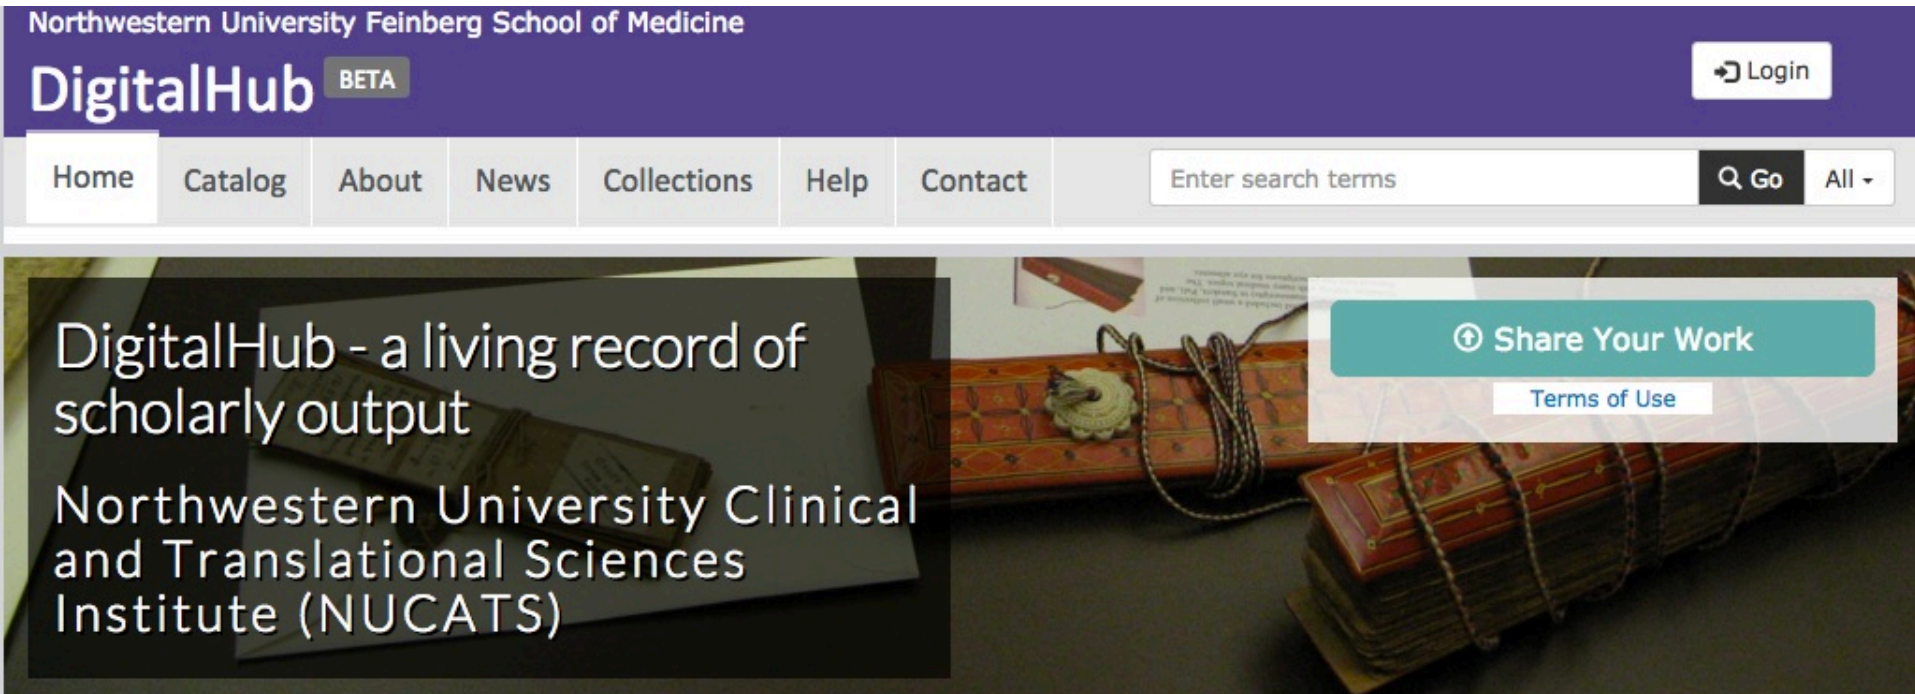 Northwestern University Feinberg School of Medicine
DigitalHub BETA
Login
Home Catalog About News Collections Help Contact
Enter search terms Go All
DigitalHub - a living record of
scholarly output
Northwestern University Clinical
and Translational Sciences
Institute (NUCATS)
Share Your Work
Terms of Use